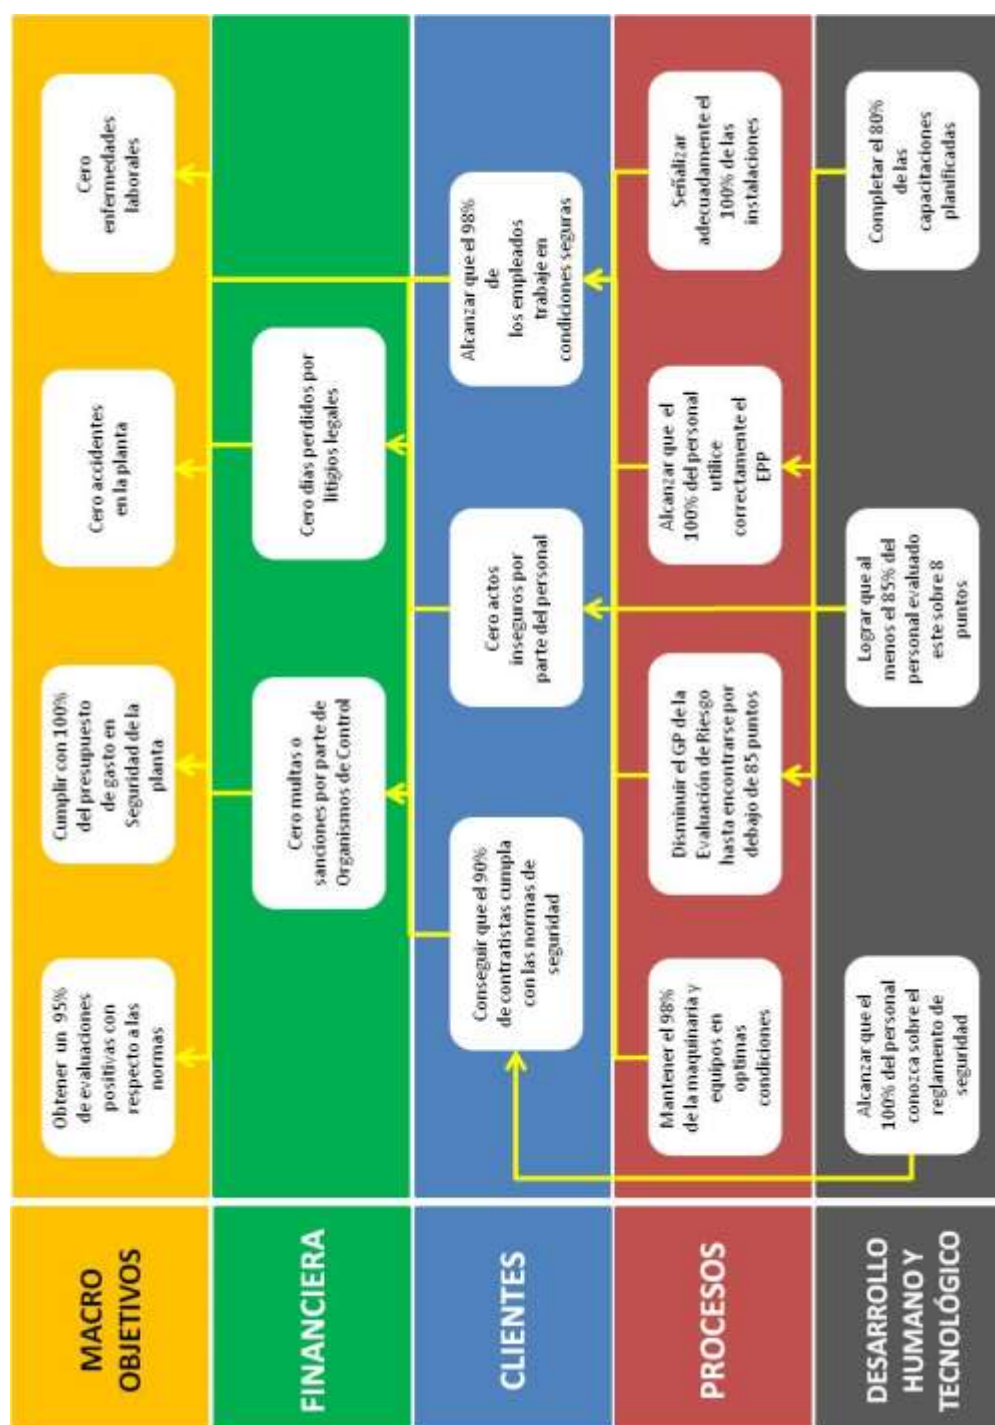 MACRO
OBJETIVOS
Obtener un 95%
de evaluaciones
positivas con
respecto a las
normas
Cumplir con 100%
del presupuesto
de gasto en
Seguridad de la
planta
Cero accidentes
en la planta
Cero
enfermedades
laborales
FINANCIERA
Cero multas o
sanciones por parte de
Organismos de Control
Cero días perdidos por
litigios legales
CLIENTES
Conseguir que el 90%
de contratistas cumpla
con las normas de
seguridad
Cero actos
inseguros por
parte del personal
Alcanzar que el 98%
de
los empleados
trabaje en
condiciones seguras
PROCESOS
Mantener el 98%
de la maquinaria y
equipos en
optimas
condiciones
Disminuir el GP de la
Evaluación de Riesgo
hasta encontrarse por
debajo de 85 puntos
Alcanzar que el
100% del personal
utilice
correctamente el
EPP
Señalizar
adecuadamente el
100% de las
instalaciones
DESARROLLO
HUMANO Y
TECNOLÓGICO
Alcanzar que el
100% del personal
conozca sobre el
reglamento de
seguridad
Lograr que al
menos el 85% del
personal evaluado
este sobre 8
puntos
Completar el 80%
de las
capacitaciones
planificadas